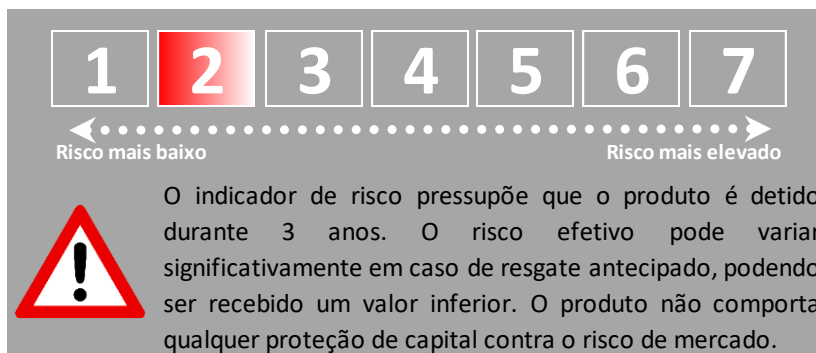 1 2 3 4 5 6 7
Risco mais baixo Risco mais elevado
O indicador de risco pressupõe que o produto é detido
durante 3 anos. O risco efetivo pode variar
significativamente em caso de resgate antecipado, podendo
ser recebido um valor inferior. O produto não comporta
qualquer proteção de capital contra o risco de mercado.